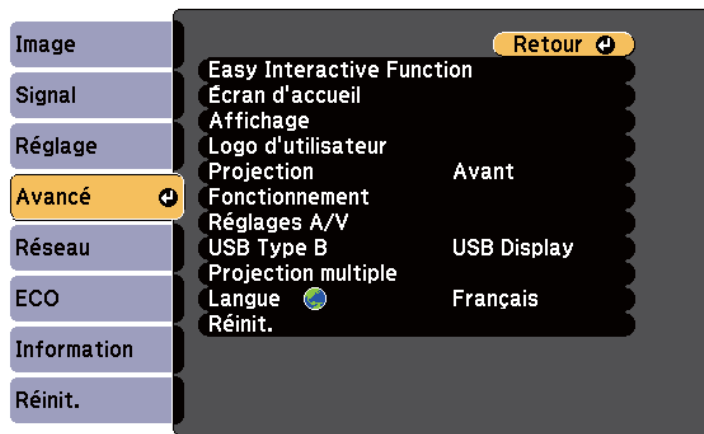 Image
Signal
Réglage
Avancé
Réseau
ECO
Information
Réinit.
Retour
Easy Interactive Function
Écran d'accueil
Affichage
Logo d'utilisateur
Projection Avant
Fonctionnement
Réglages A/V
USB Type B USB Display
Projection multiple
Langue Français
Réinit.